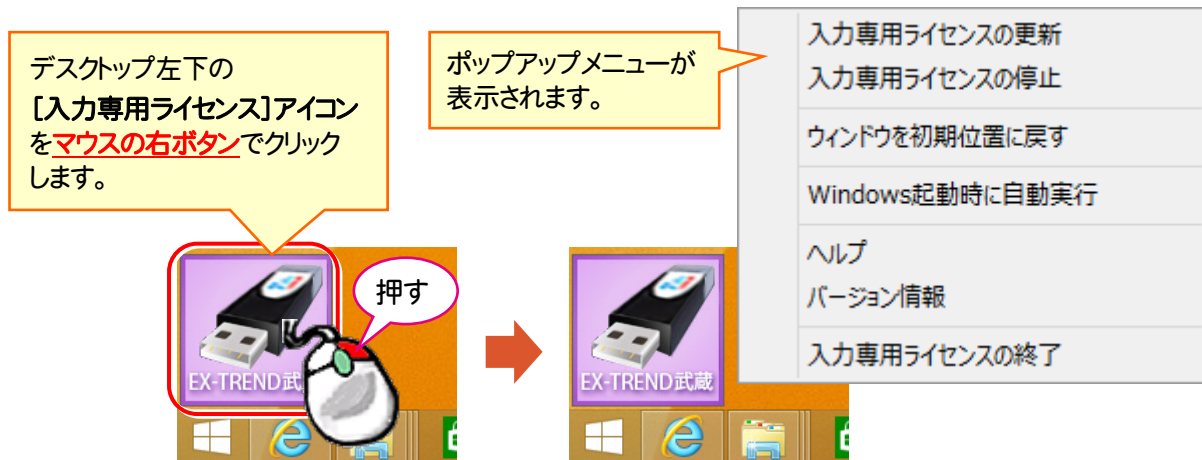 デスクトップ左下の
[入力専用ライセンス]アイコン
をマウスの右ボタンでクリック
します。
ポップアップメニューが
表示されます。
入力専用ライセンスの更新
入力専用ライセンスの停止
ウィンドウを初期位置に戻す
Windows起動時に自動実行
ヘルプ
バージョン情報
入力専用ライセンスの終了
押す
EX-TREND武
EX-TREND武蔵